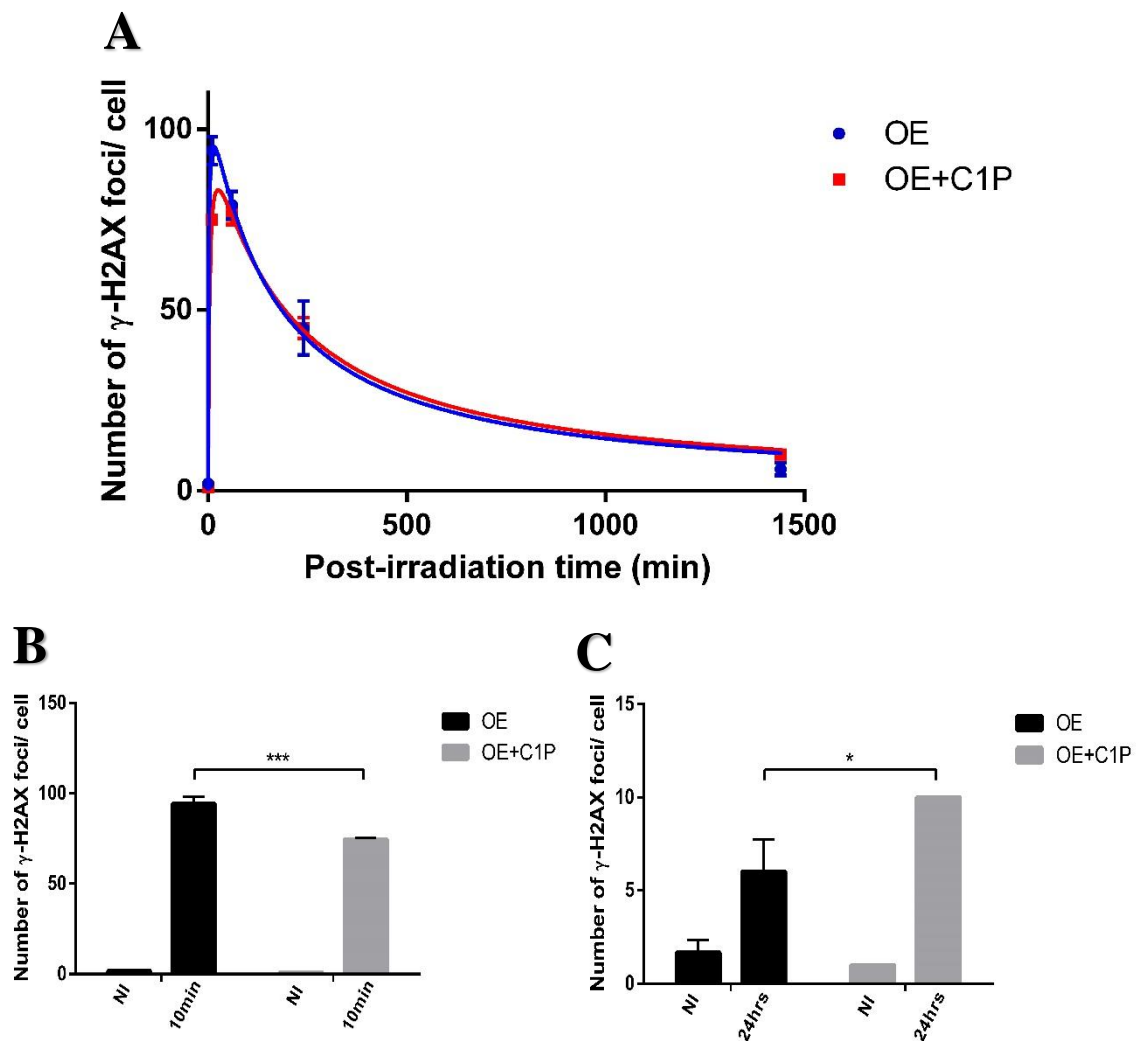 A
Number of γ-H2AX foci/ cell
100
50
0
0
500
1000
1500
Post-irradiation time (min)
OE
OE+C1P
B
Number of γ-H2AX foci/ cell
150
100
50
0
***
NI
10min
NI
10min
OE
OE+C1P
C
Number of γ-H2AX foci/ cell
15
10
5
0
*
NI
24hrs
NI
24hrs
OE
OE+C1P